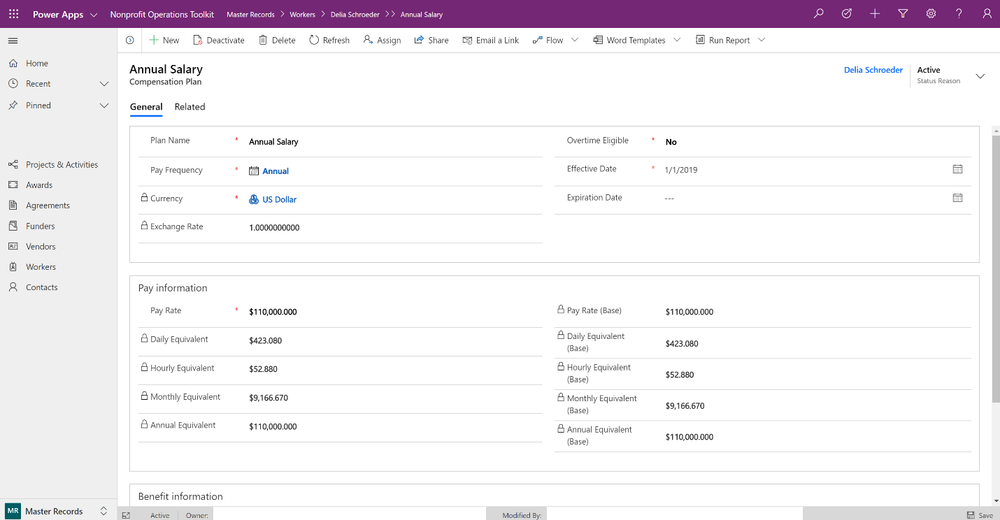 Power Apps Nonprofit Operations Toolkit Master Records Workers Delia Schroeder Annual Salary
New Deactivate Delete Refresh Assign Share Email a Link Flow Word Templates Run Report
Home
Recent
Pinned
Projects & Activities
Awards
Agreements
Funders
Vendors
Workers
Contacts
MR Master Records
Annual Salary
Compensation Plan
Delia Schroeder
Active
Status Reason
General Related
Plan Name * Annual Salary
Pay Frequency * Annual
Currency * US Dollar
Exchange Rate 1.0000000000
Overtime Eligible * No
Effective Date * 1/1/2019
Expiration Date ---
Pay information
Pay Rate * $110,000.000
Daily Equivalent $423.080
Hourly Equivalent $52.880
Monthly Equivalent $9,166.670
Annual Equivalent $110,000.000
Pay Rate (Base) $110,000.000
Daily Equivalent
(Base) $423.080
Hourly Equivalent
(Base) $52.880
Monthly Equivalent
(Base) $9,166.670
Annual Equivalent
(Base) $110,000.000
Benefit information
Active Owner: Modified By: Save